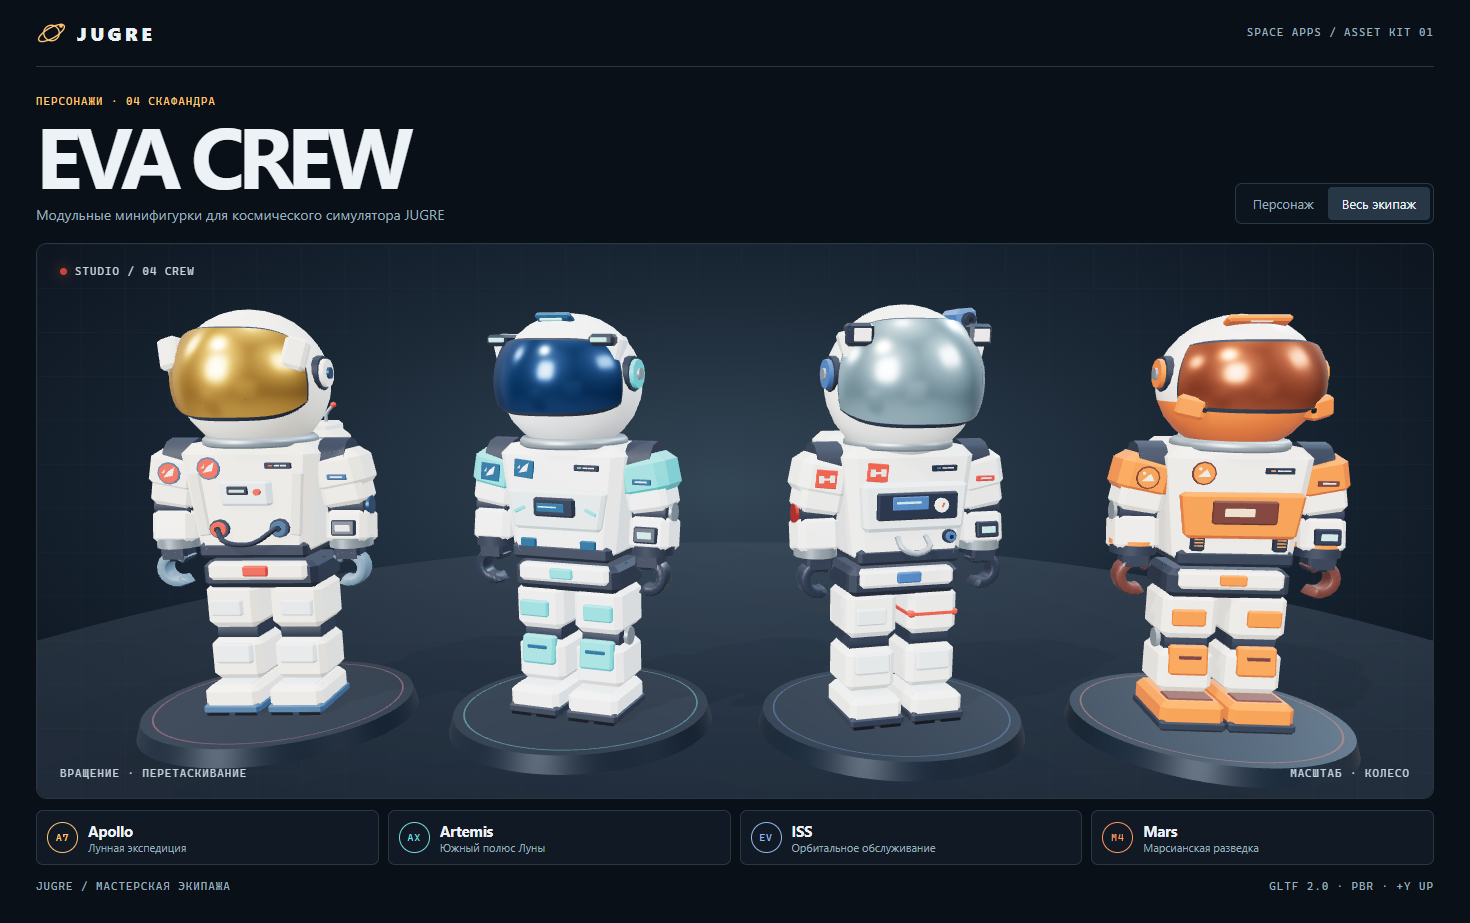 JUGRE
SPACE APPS / ASSET KIT 01
ПЕРСОНАЖИ · 04 СКАФАНДРА
EVA CREW
Модульные минифигурки для космического симулятора JUGRE
Персонаж
Весь экипаж
STUDIO / 04 CREW
ВРАЩЕНИЕ · ПЕРЕТАСКИВАНИЕ
МАСШТАБ · КОЛЕСО
A7
Apollo
Лунная экспедиция
AX
Artemis
Южный полюс Луны
EV
ISS
Орбитальное обслуживание
M4
Mars
Марсианская разведка
JUGRE / МАСТЕРСКАЯ ЭКИПАЖА
GLTF 2.0 · PBR · +Y UP